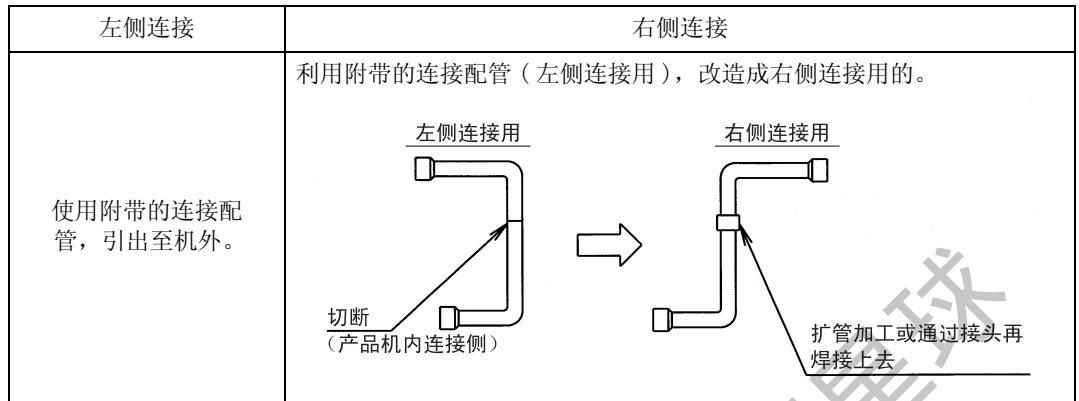 左侧连接
右侧连接
使用附带的连接配
管，引出至机外。
利用附带的连接配管（左侧连接用），改造成右侧连接用的。
左侧连接用
右侧连接用
切断
（产品机内连接侧）
扩管加工或通过接头再
焊接上去
星球